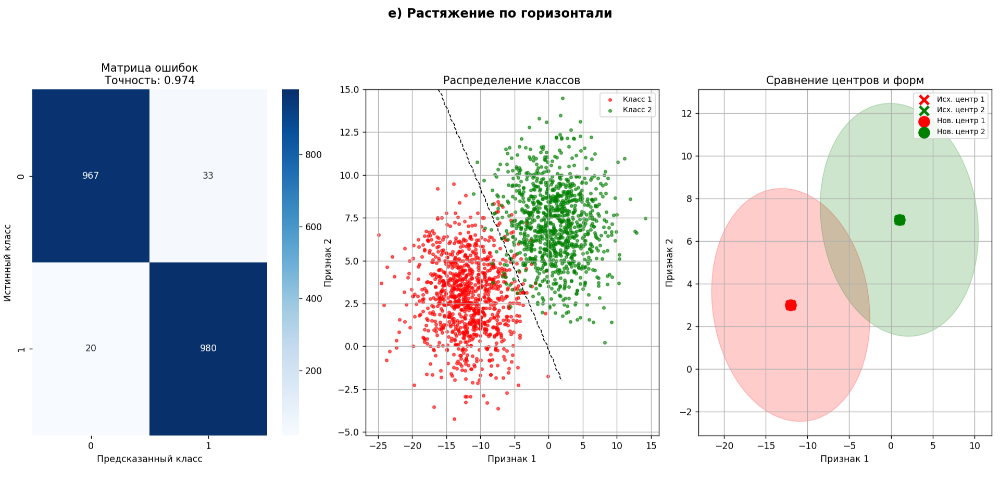 e) Растяжение по горизонтали
Матрица ошибок
Точность: 0.974
967
33
20
980
0
1
Истинный класс
0
1
Предсказанный класс
800
600
400
200
Распределение классов
Класс 1
Класс 2
15.0
12.5
10.0
7.5
5.0
2.5
0.0
−2.5
−5.0
Признак 2
−25
−20
−15
−10
−5
0
5
10
15
Признак 1
Сравнение центров и форм
Исх. центр 1
Исх. центр 2
Нов. центр 1
Нов. центр 2
12
10
8
6
4
2
0
−2
Признак 2
−20
−15
−10
−5
0
5
10
Признак 1